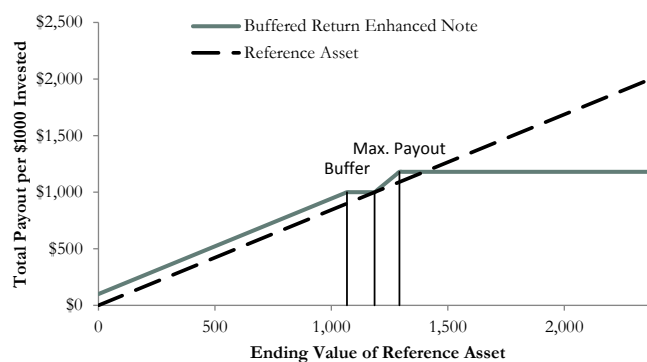 $2,500
Buffered Return Enhanced Note
Reference Asset
$2,000
$1,500
Max. Payout
Buffer
$1,000
$500
$0
0
500
1,000
1,500
2,000
Total Payout per $1000 Invested
Ending Value of Reference Asset